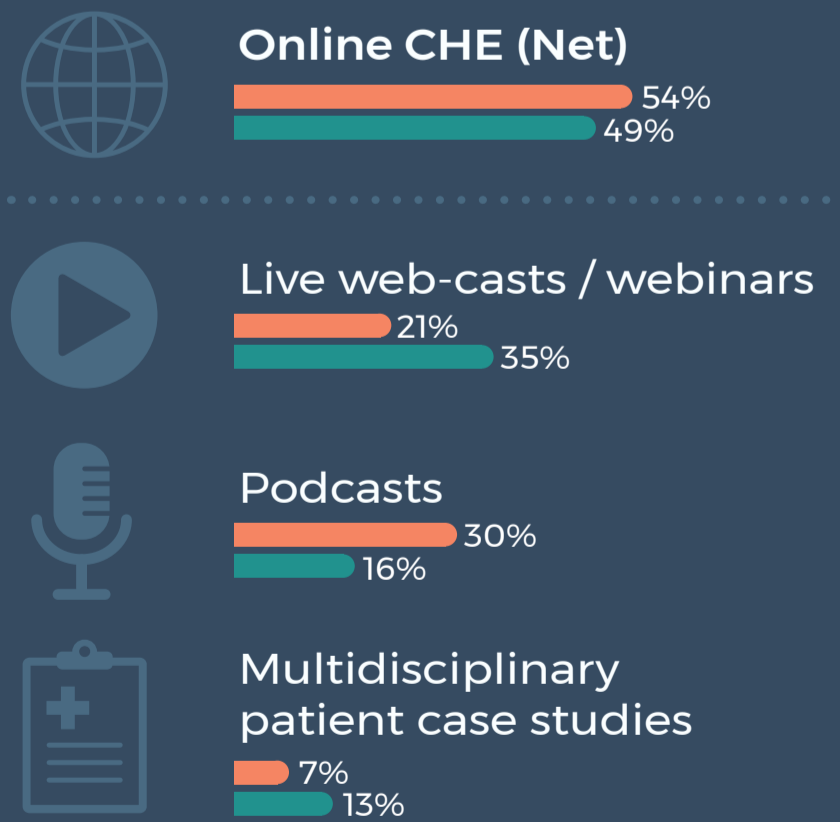 Online CHE (Net)
54%
49%
Live web-casts / webinars
21%
35%
Podcasts
30%
16%
Multidisciplinary
patient case studies
7%
13%